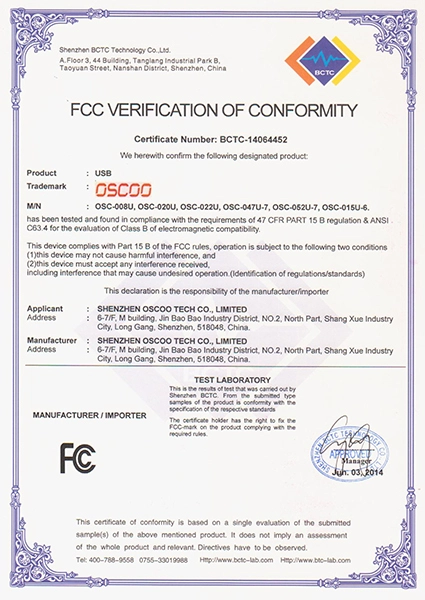 Shenzhen BCTC Technology Co.,Ltd.
A.Floor 3, 44 Building, Tanglang Industrial Park B,
Taoyuan Street, Nanshan District, Shenzhen, China
BCTC
FCC VERIFICATION OF CONFORMITY
Certificate Number: BCTC-14064452
We herewith confirm the following designated product:
Product : USB
Trademark : OSCOO
M/N : OSC-008U, OSC-020U, OSC-022U, OSC-047U-7, OSC-052U-7, OSC-015U-6.
has been tested and found in compliance with the requirements of 47 CFR PART 15 B regulation & ANSI
C63.4 for the evaluation of Class B of electromagnetic compatibility.
This device complies with Part 15 B of the FCC rules, operation is subject to the following two conditions
(1)this device may not cause harmful interference, and
(2)this device must accept any interference received,
including interference that may cause undesired operation.(Identification of regulations/standards)
This declaration is the responsibility of the manufacturer/importer
Applicant : SHENZHEN OSCOO TECH CO., LIMITED
Address : 6-7/F, M building, Jin Bao Bao Industry District, NO.2, North Part, Shang Xue Industry
City, Long Gang, Shenzhen, 518048, China.
Manufacturer : SHENZHEN OSCOO TECH CO., LIMITED
Address : 6-7/F, M building, Jin Bao Bao Industry District, NO.2, North Part, Shang Xue Industry
City, Long Gang, Shenzhen, 518048, China.
TEST LABORATORY
This is the results of test that was carried out by
Shenzhen BCTC. From the submitted type
samples of the product is conformity with the
specification of the respective standards
MANUFACTURER / IMPORTER
The certificate holder has the right to fix the
FCC-mark on the product complying with the
required rules.
FC
SHENZHEN BCTC TECHNOLOGY CO., LTD.
APPROVED
Manager
Jun. 03, 2014
This certificate of conformity is based on a single evaluation of the submitted
sample(s) of the above mentioned product. It does not imply an assessment
of the whole product and relevant. Directives have to be observed.
Tel: 400-788-9558 0755-33019988 Http://www.bctc-lab.com Http://www.btc-lab.com